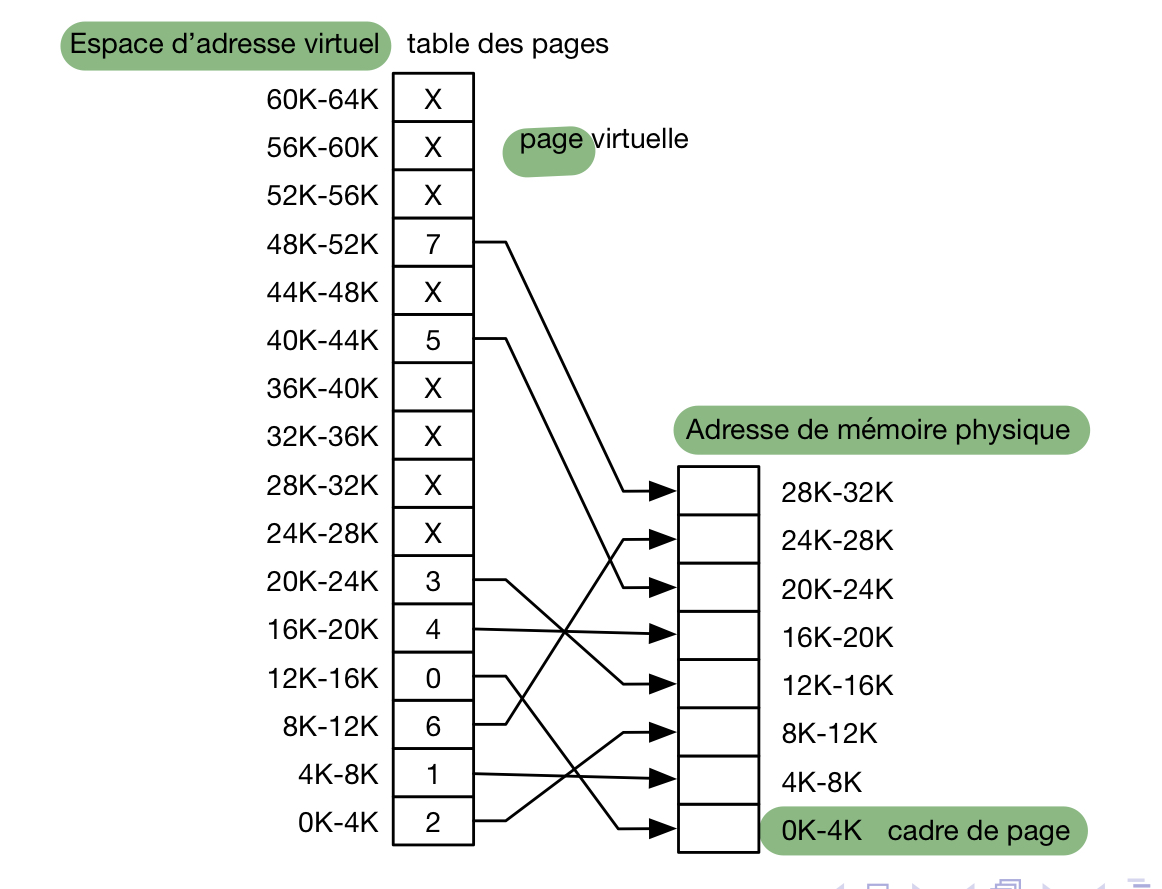 Espace d’adresse virtuel table des pages
60K-64K X
56K-60K X
page virtuelle
52K-56K X
48K-52K 7
44K-48K X
40K-44K 5
36K-40K X
32K-36K X
Adresse de mémoire physique
28K-32K X 28K-32K
24K-28K X 24K-28K
20K-24K 3 20K-24K
16K-20K 4 16K-20K
12K-16K 0 12K-16K
8K-12K 6 8K-12K
4K-8K 1 4K-8K
0K-4K 2 0K-4K cadre de page